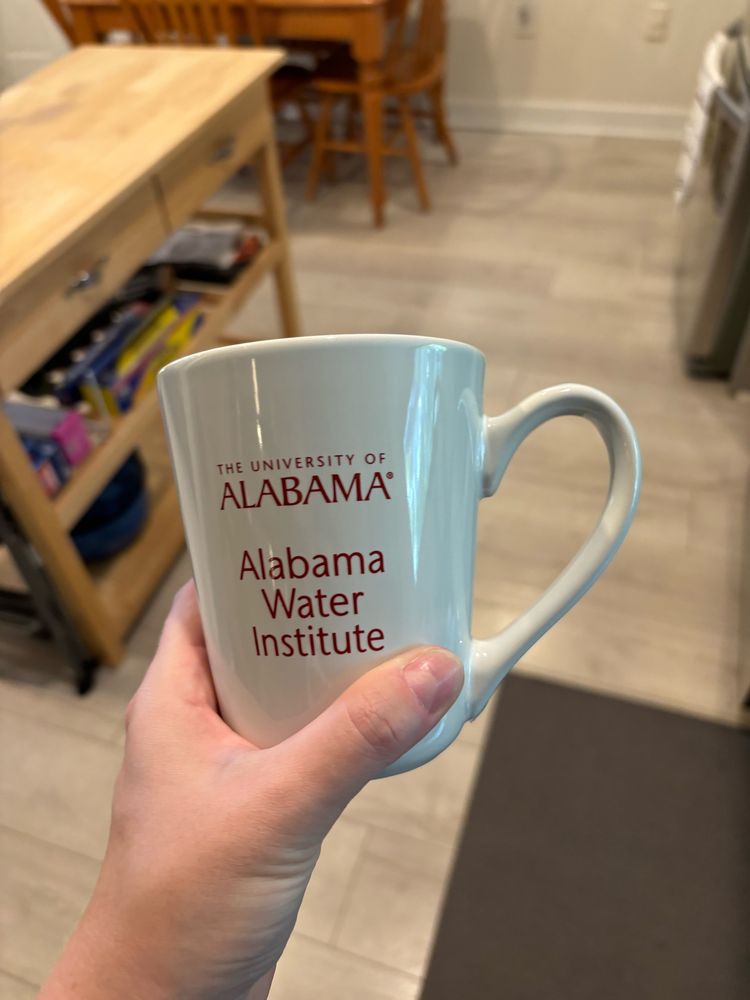 THE UNIVERSITY OF
ALABAMA®
Alabama
Water
Institute